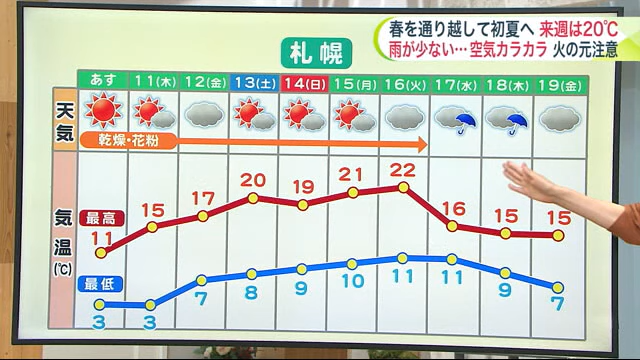 春を通り越して初夏へ 来週は20℃
雨が少ない…空気カラカラ 火の元注意
札幌
あす 11(木) 12(金) 13(土) 14(日) 15(月) 16(火) 17(水) 18(木) 19(金)
天気
乾燥・花粉
気温(℃)
最高
11 15 17 20 19 21 22 16 15 15
最低
3 3 7 8 9 10 11 11 9 7